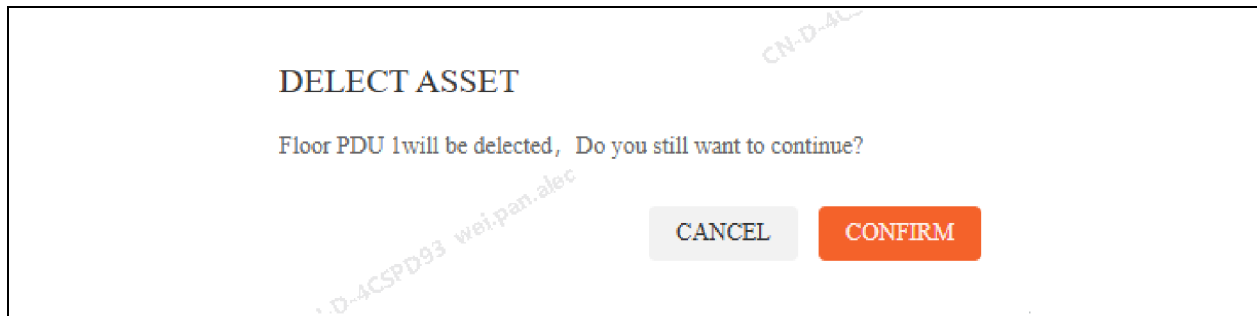 CN-D-4CS
DELECT ASSET
Floor PDU 1will be delected，Do you still want to continue?
D-4CSPD93 wei.pan.alec
CANCEL
CONFIRM